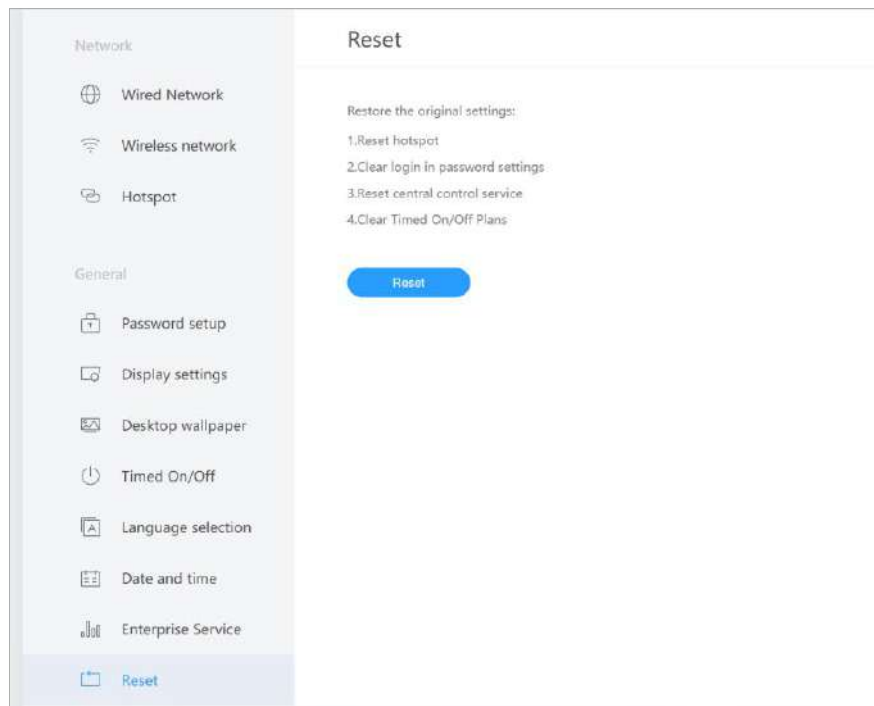 Network
Wired Network
Wireless network
Hotspot
General
Password setup
Display settings
Desktop wallpaper
Timed On/Off
Language selection
Date and time
Enterprise Service
Reset
Reset
Restore the original settings:
1.Reset hotspot
2.Clear login in password settings
3.Reset central control service
4.Clear Timed On/Off Plans
Reset